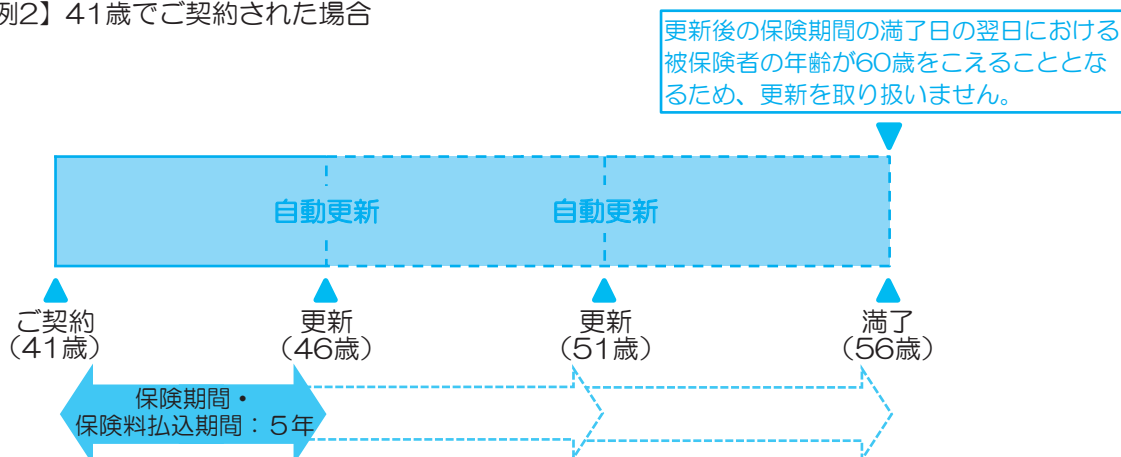 例2】41歳でご契約された場合
更新後の保険期間の満了日の翌日における
被保険者の年齢が60歳をこえることとな
るため、更新を取り扱いません。
自動更新 自動更新
ご契約 更新 更新 満了
（41歳） （46歳） （51歳） （56歳）
保険期間・
保険料払込期間：5年